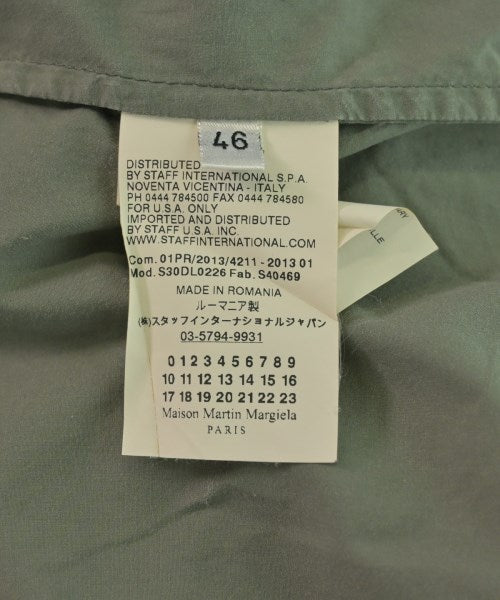 46
DISTRIBUTED
BY STAFF INTERNATIONAL S.P.A.
NOVENTA VICENTINA - ITALY
PH 0444 784500 FAX 0444 784580
FOR U.S.A. ONLY
IMPORTED AND DISTRIBUTED
BY STAFF U.S.A. INC.
WWW.STAFFINTERNATIONAL.COM
Com. 01PR/2013/4211 - 2013 01
Mod. S30DL0226 Fab. S40469
MADE IN ROMANIA
ルーマニア製
(株)スタッフインターナショナルジャパン
03-5794-9931
0 1 2 3 4 5 6 7 8 9
10 11 12 13 14 15 16
17 18 19 20 21 22 23
Maison Martin Margiela
PARIS